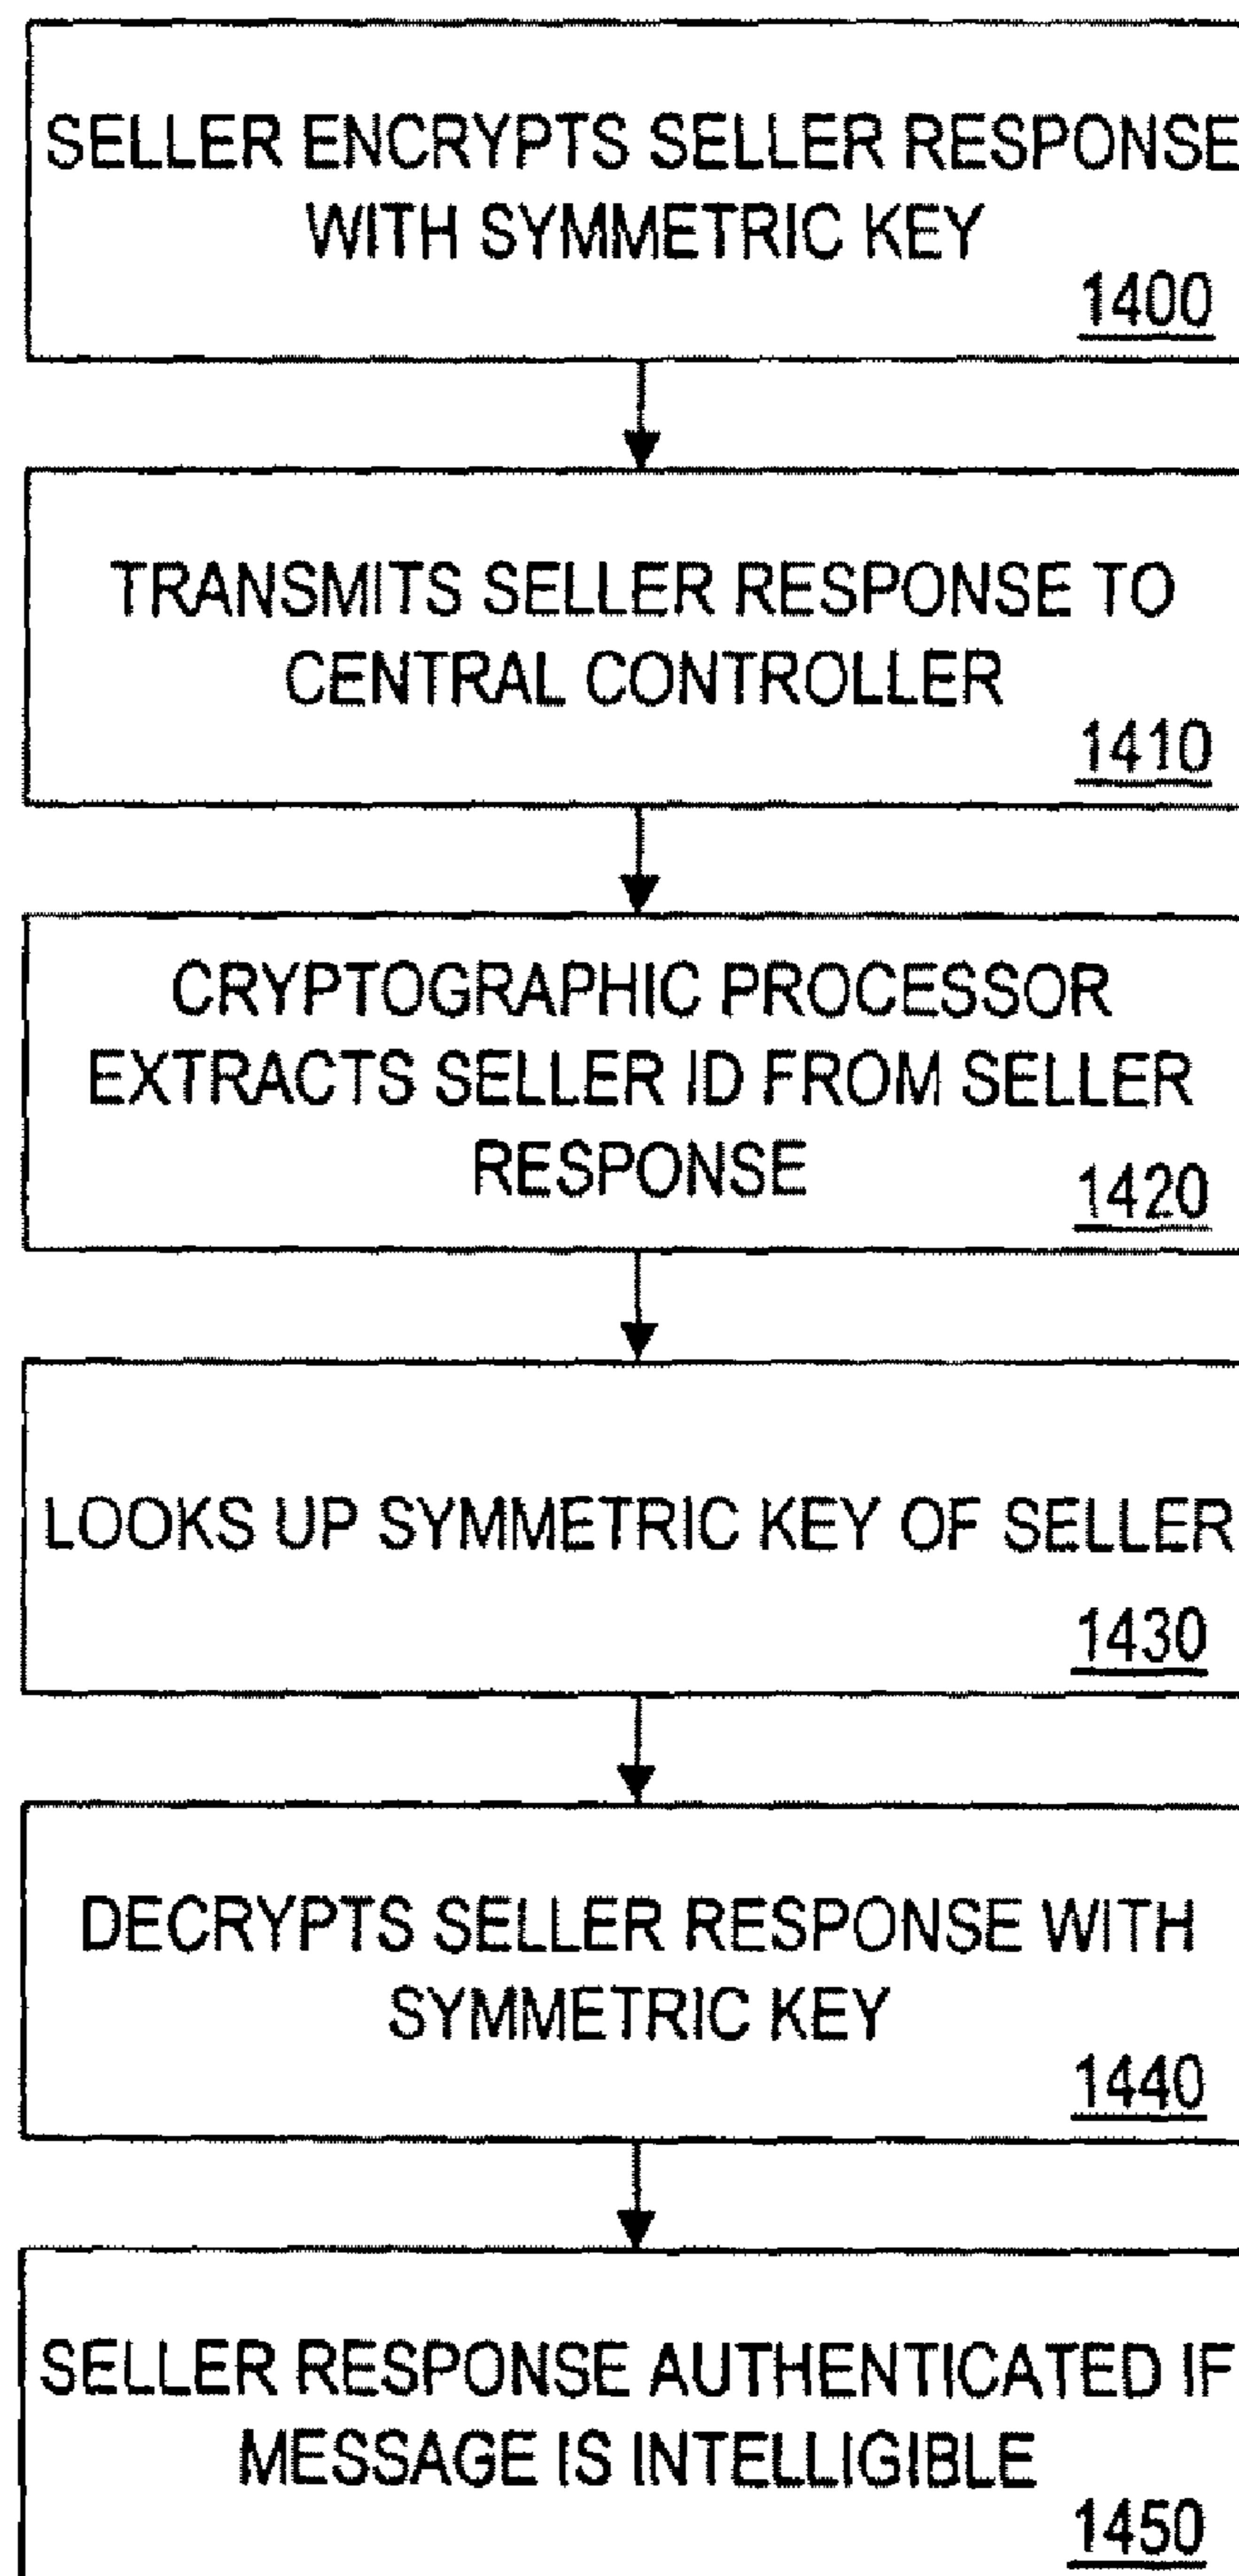 SELLER ENCRYPTS SELLER RESPONSE
WITH SYMMETRIC KEY
1400
TRANSMITS SELLER RESPONSE TO
CENTRAL CONTROLLER
1410
CRYPTOGRAPHIC PROCESSOR
EXTRACTS SELLER ID FROM SELLER
RESPONSE
1420
LOOKS UP SYMMETRIC KEY OF SELLER
1430
DECRYPTS SELLER RESPONSE WITH
SYMMETRIC KEY
1440
SELLER RESPONSE AUTHENTICATED IF
MESSAGE IS INTELLIGIBLE
1450